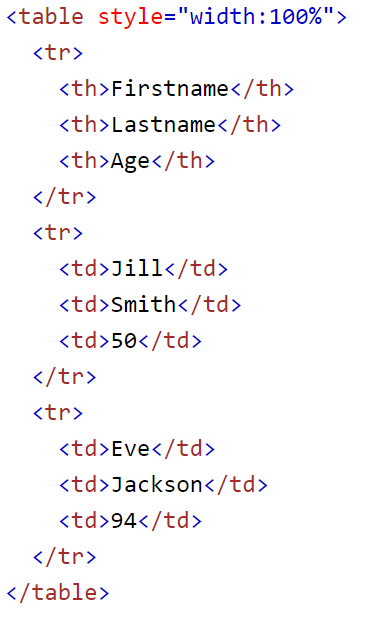 <table style="width:100%">
  <tr>
    <th>Firstname</th>
    <th>Lastname</th>
    <th>Age</th>
  </tr>
  <tr>
    <td>Jill</td>
    <td>Smith</td>
    <td>50</td>
  </tr>
  <tr>
    <td>Eve</td>
    <td>Jackson</td>
    <td>94</td>
  </tr>
</table>